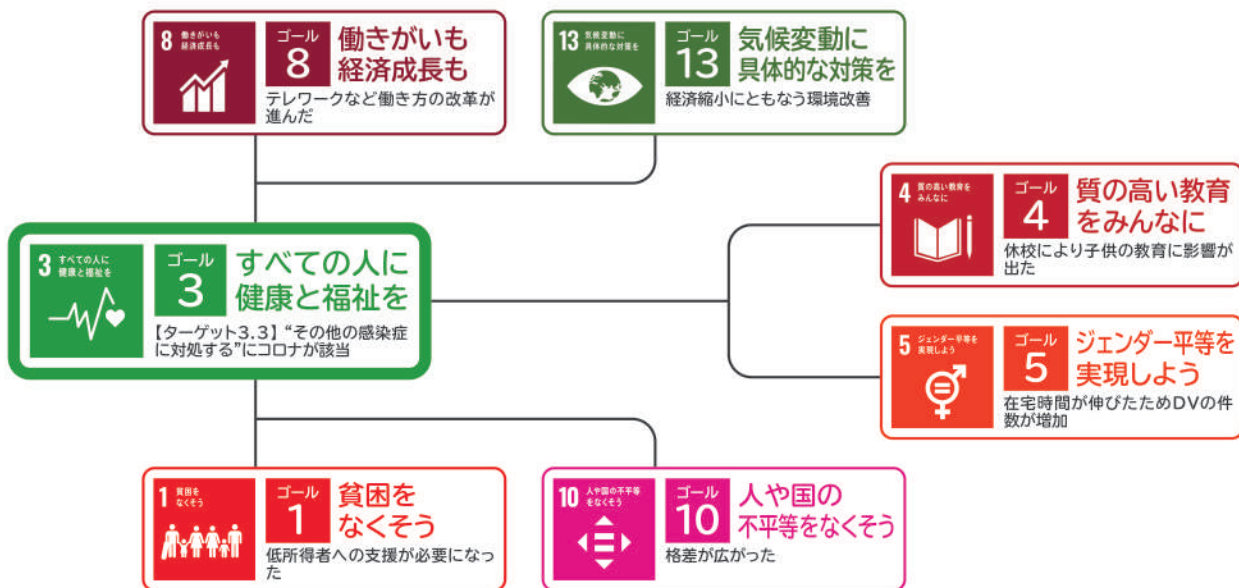 8 働きがいも
経済成長も
ゴール
8
働きがいも
経済成長も
テレワークなど働き方の改革が
進んだ
13 気候変動に
具体的な対策を
ゴール
13
気候変動に
具体的な対策を
経済縮小にともなう環境改善
4 質の高い教育を
みんなに
ゴール
4
質の高い教育
をみんなに
休校により子供の教育に影響が
出た
3 すべての人に
健康と福祉を
ゴール
3
すべての人に
健康と福祉を
【ターゲット3.3】“その他の感染症
に対処する”にコロナが該当
5 ジェンダー平等を
実現しよう
ゴール
5
ジェンダー平等を
実現しよう
在宅時間が伸びたためDVの件
数が増加
1 貧困を
なくそう
ゴール
1
貧困を
なくそう
低所得者への支援が必要になっ
た
10 人や国の不平等
をなくそう
ゴール
10
人や国の
不平等をなくそう
格差が広がった